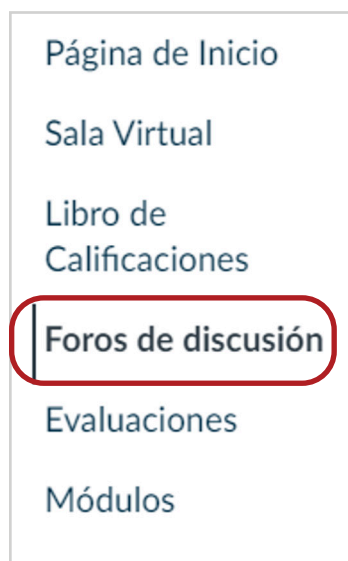 Página de Inicio
Sala Virtual
Libro de
Calificaciones
Foros de discusión
Evaluaciones
Módulos